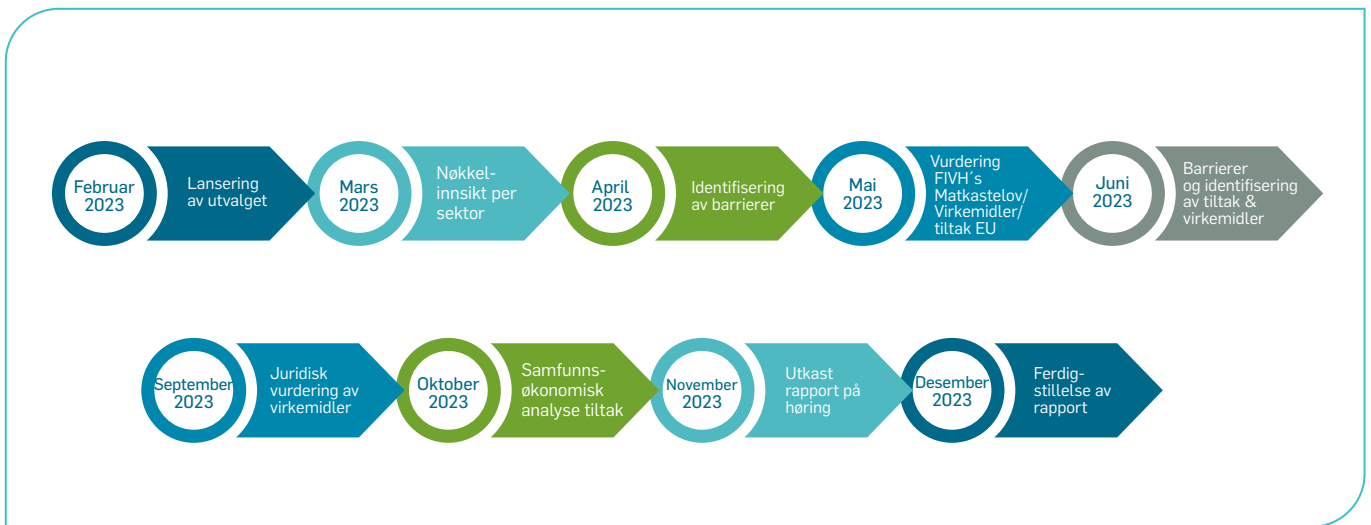 Februar
2023
Lansering
av utvalget
Mars
2023
Nøkkel-
innsikt per
sektor
April
2023
Identifisering
av barrierer
Mai
2023
Vurdering
FIVH´s
Matkastelov/
Virkemidler/
tiltak EU
Juni
2023
Barrierer
og identifisering
av tiltak &
virkemidler
September
2023
Juridisk
vurdering av
virkemidler
Oktober
2023
Samfunns-
økonomisk
analyse tiltak
November
2023
Utkast
rapport på
høring
Desember
2023
Ferdig-
stillelse av
rapport